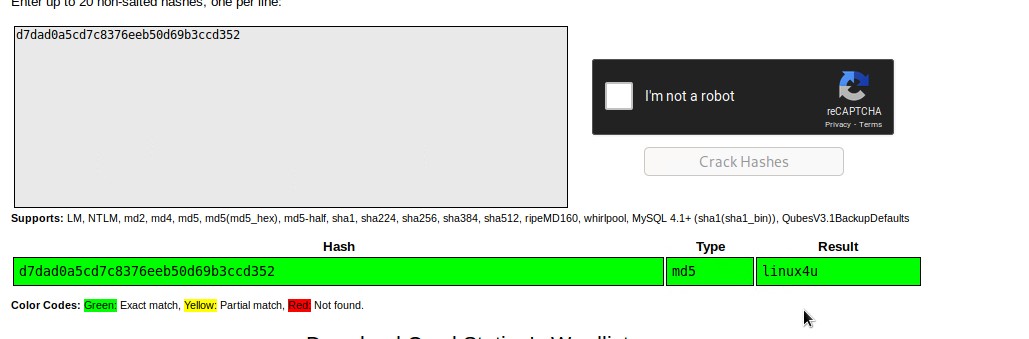 Enter up to 20 non-salted hashes, one per line:
d7dad0a5cd7c8376eeb50d69b3ccd352
I'm not a robot
reCAPTCHA
Privacy - Terms
Crack Hashes
Supports: LM, NTLM, md2, md4, md5, md5(md5_hex), md5-half, sha1, sha224, sha256, sha384, sha512, ripeMD160, whirlpool, MySQL 4.1+ (sha1(sha1_bin)), QubesV3.1BackupDefaults
Hash Type Result
d7dad0a5cd7c8376eeb50d69b3ccd352 md5 linux4u
Color Codes: Green: Exact match, Yellow: Partial match, Red: Not found.